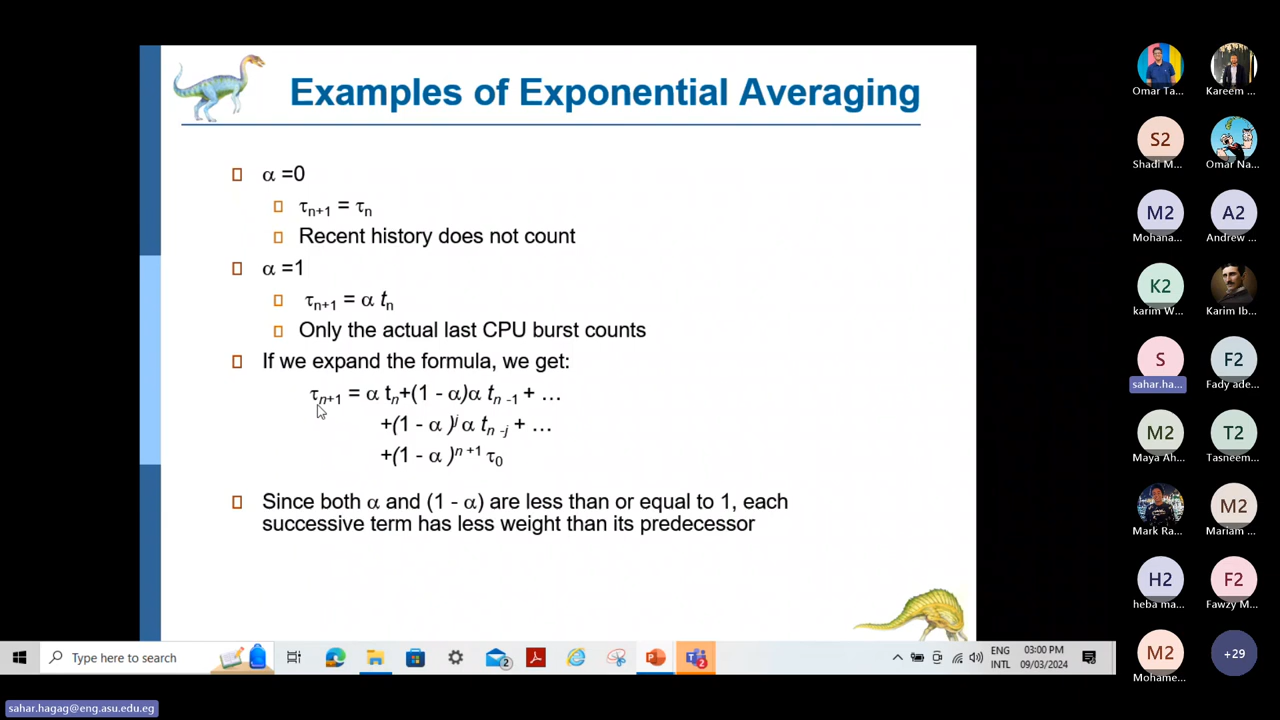 Examples of Exponential Averaging
α =0
τn+1 = τn
Recent history does not count
α =1
τn+1 = α tn
Only the actual last CPU burst counts
If we expand the formula, we get:
τn+1 = α tn+(1 - α)α tn -1 + …
+(1 - α )j α tn -j + …
+(1 - α )n +1 τ0
Since both α and (1 - α) are less than or equal to 1, each
successive term has less weight than its predecessor
Omar Ta...
Kareem ...
S2
Shadi M...
Omar Na...
M2
A2
Mohana...
Andrew ...
K2
karim W...
Karim Ib...
S
F2
sahar.ha...
Fady ade...
M2
T2
Maya Ah...
Tasneem...
M2
Mark Ra...
Mariam ...
H2
F2
heba ma...
Fawzy M...
M2
+29
Mohame...
Type here to search
2
2
ENG
INTL
03:00 PM
09/03/2024
sahar.hagag@eng.asu.edu.eg